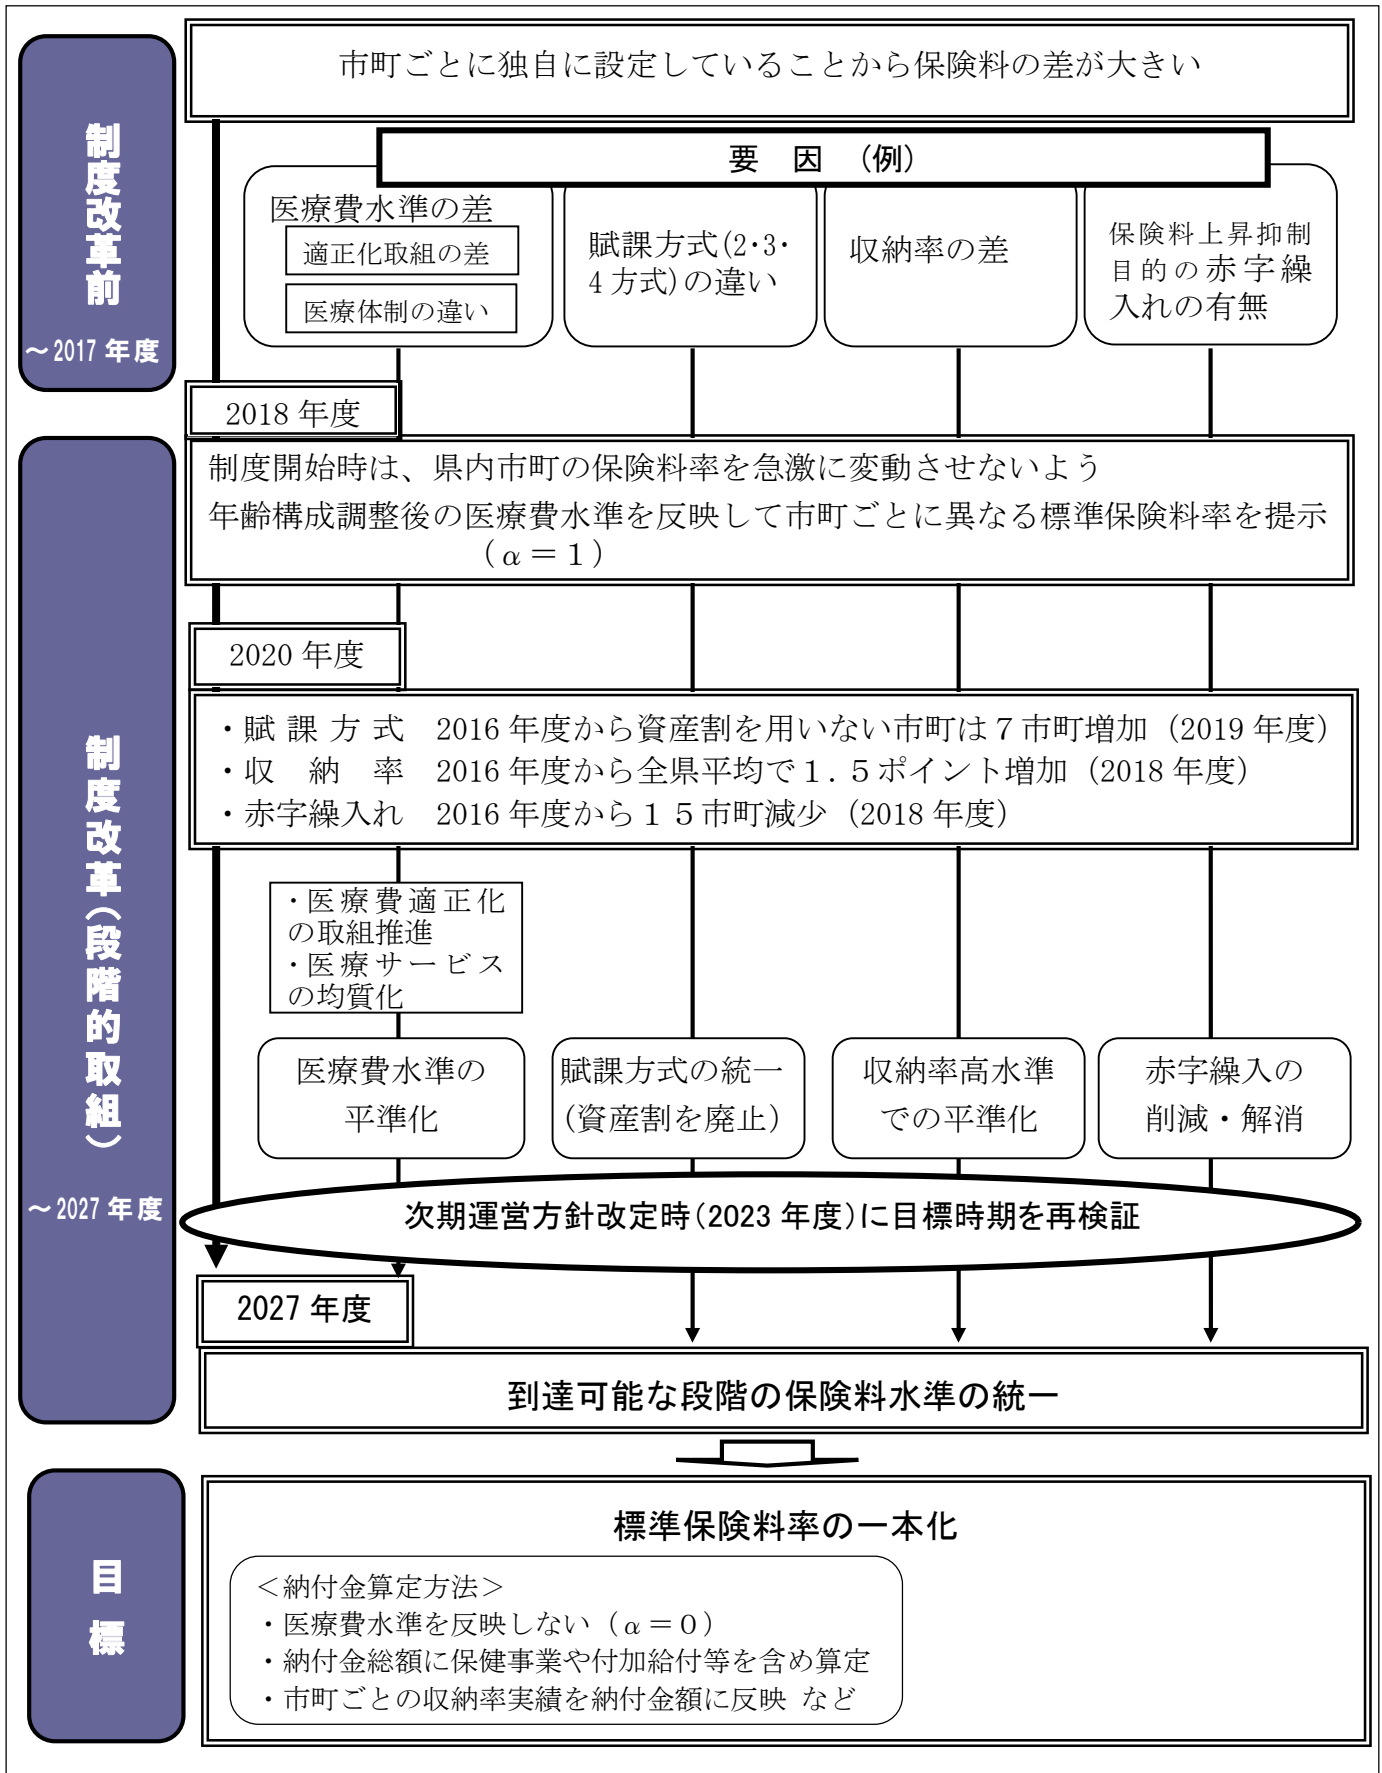 制度改革前
～2017 年度
市町ごとに独自に設定していることから保険料の差が大きい
要 因 (例)
医療費水準の差
適正化取組の差
医療体制の違い
賦課方式(2・3・
4 方式)の違い
収納率の差
保険料上昇抑制
目的の赤字繰
入れの有無
2018 年度
制度開始時は、県内市町の保険料率を急激に変動させないよう
年齢構成調整後の医療費水準を反映して市町ごとに異なる標準保険料率を提示
（α＝１）
制度改革（段階的取組）
～2027 年度
2020 年度
・賦 課 方 式　2016 年度から資産割を用いない市町は７市町増加（2019 年度）
・収　納　率　2016 年度から全県平均で１.５ポイント増加（2018 年度）
・赤字繰入れ　2016 年度から１５市町減少（2018 年度）
・医療費適正化
の取組推進
・医療サービス
の均質化
医療費水準の
平準化
賦課方式の統一
(資産割を廃止)
収納率高水準
での平準化
赤字繰入の
削減・解消
次期運営方針改定時(2023 年度)に目標時期を再検証
2027 年度
到達可能な段階の保険料水準の統一
目標
標準保険料率の一本化
＜納付金算定方法＞
・医療費水準を反映しない（α＝０）
・納付金総額に保健事業や付加給付等を含め算定
・市町ごとの収納率実績を納付金額に反映 など